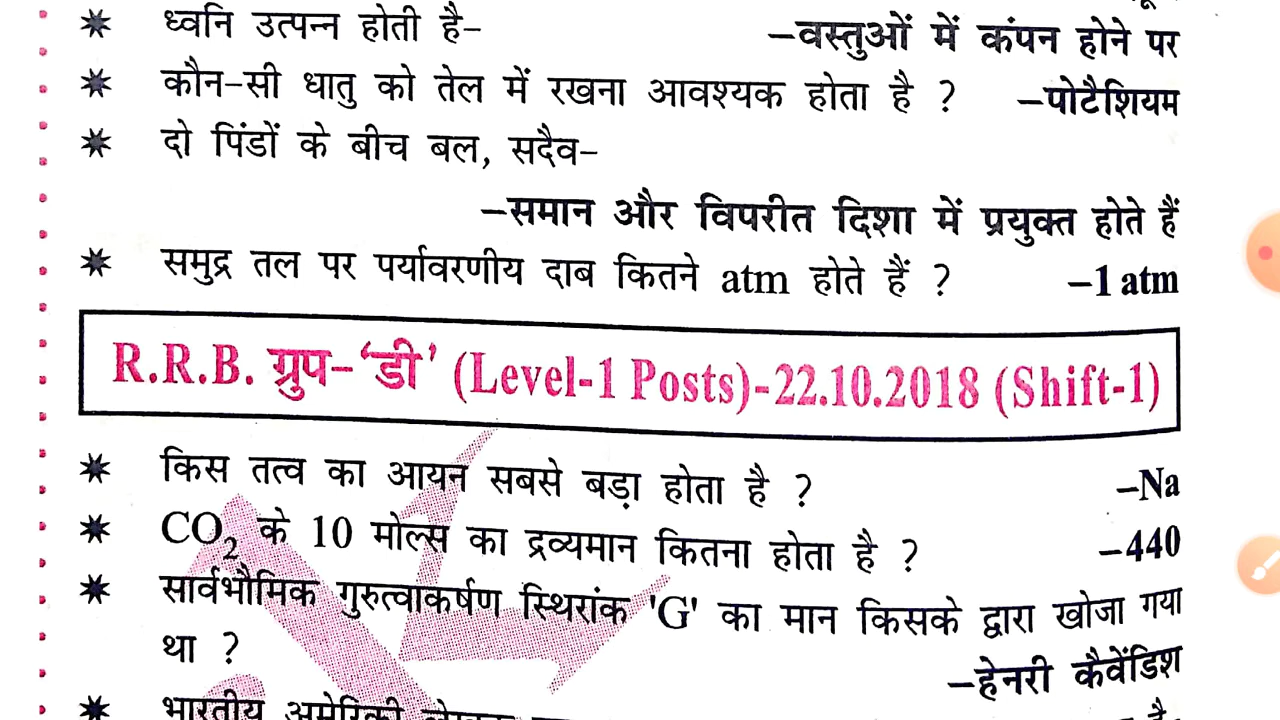 ✷ ध्वनि उत्पन्न होती है– –वस्तुओं में कंपन होने पर
✷ कौन-सी धातु को तेल में रखना आवश्यक होता है ? –पोटैशियम
✷ दो पिंडों के बीच बल, सदैव–
–समान और विपरीत दिशा में प्रयुक्त होते हैं
✷ समुद्र तल पर पर्यावरणीय दाब कितने atm होते हैं ? –1 atm
R.R.B. ग्रुप–‘डी’ (Level-1 Posts)-22.10.2018 (Shift-1)
✷ किस तत्व का आयन सबसे बड़ा होता है ? –Na
✷ CO₂ के 10 मोल्स का द्रव्यमान कितना होता है ? –440
✷ सार्वभौमिक गुरुत्वाकर्षण स्थिरांक 'G' का मान किसके द्वारा खोजा गया
था ? –हेनरी कैवेंडिश
✷ भारतीय अमेरिकी